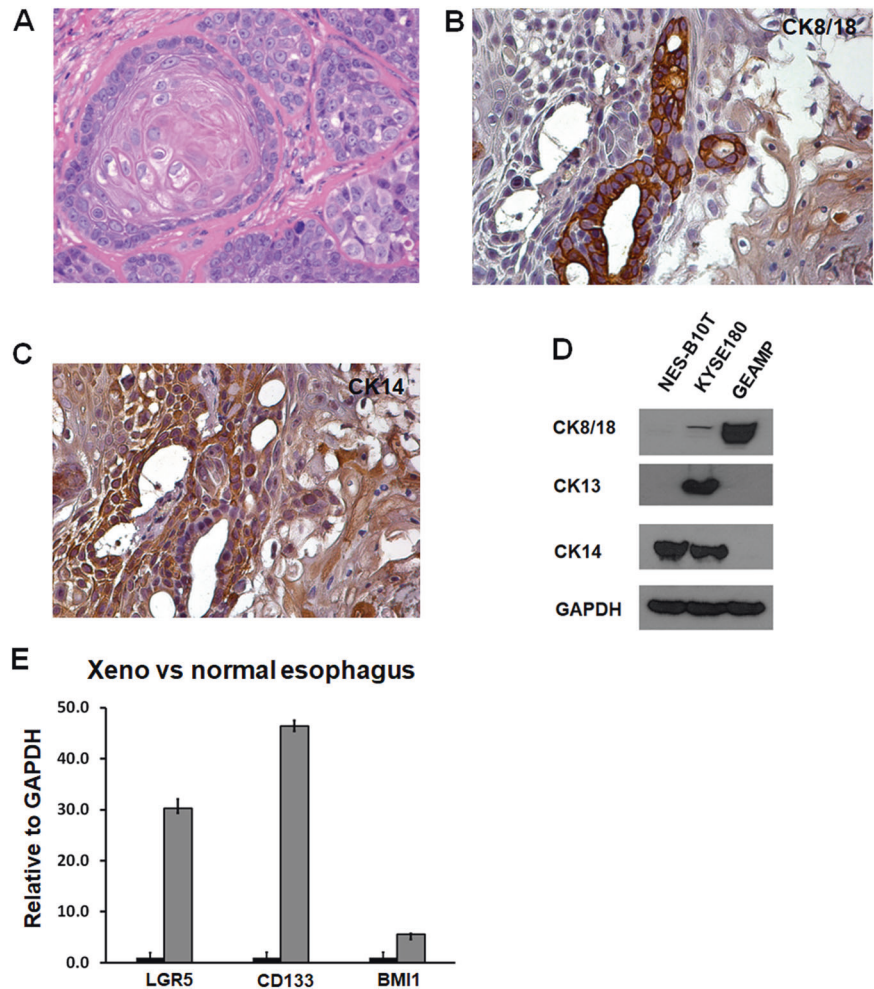 A
B
CK8/18
C
CK14
D
NES-B10T
KYSE180
GEAMP
CK8/18
CK13
CK14
GAPDH
E
Xeno vs normal esophagus
Relative to GAPDH
50.0
40.0
30.0
20.0
10.0
0.0
LGR5 CD133 BMI1